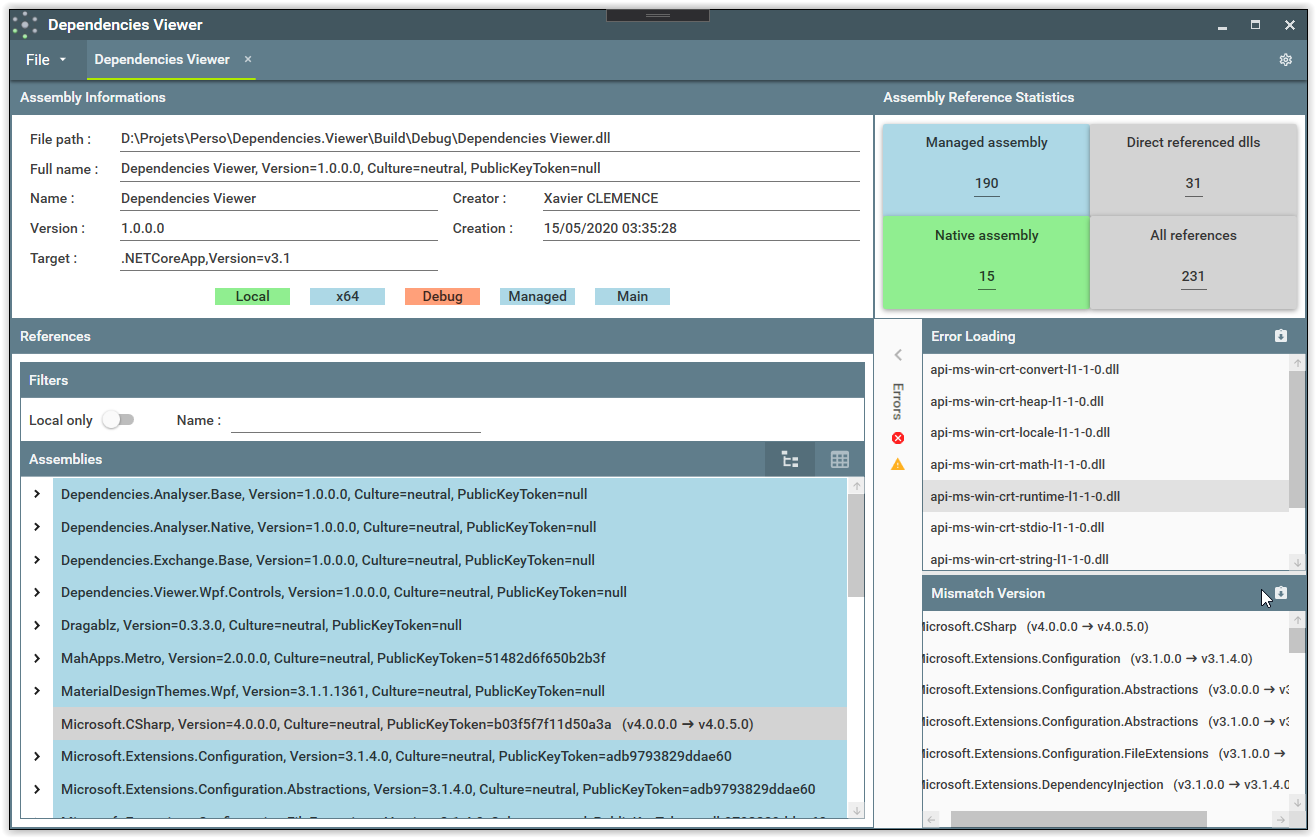 Dependencies Viewer
File
Dependencies Viewer
Assembly Informations
File path :
D:\Projets\Perso\Dependencies.Viewer\Build\Debug\Dependencies Viewer.dll
Full name :
Dependencies Viewer, Version=1.0.0.0, Culture=neutral, PublicKeyToken=null
Name :
Dependencies Viewer
Creator :
Xavier CLEMENCE
Version :
1.0.0.0
Creation :
15/05/2020 03:35:28
Target :
.NETCoreApp,Version=v3.1
Local
x64
Debug
Managed
Main
Assembly Reference Statistics
Managed assembly
190
Direct referenced dlls
31
Native assembly
15
All references
231
References
Filters
Local only
Name :
Assemblies
Dependencies.Analyser.Base, Version=1.0.0.0, Culture=neutral, PublicKeyToken=null
Dependencies.Analyser.Native, Version=1.0.0.0, Culture=neutral, PublicKeyToken=null
Dependencies.Exchange.Base, Version=1.0.0.0, Culture=neutral, PublicKeyToken=null
Dependencies.Viewer.Wpf.Controls, Version=1.0.0.0, Culture=neutral, PublicKeyToken=null
Dragablz, Version=0.3.3.0, Culture=neutral, PublicKeyToken=null
MahApps.Metro, Version=2.0.0.0, Culture=neutral, PublicKeyToken=51482d6f650b2b3f
MaterialDesignThemes.Wpf, Version=3.1.1.1361, Culture=neutral, PublicKeyToken=null
Microsoft.CSharp, Version=4.0.0.0, Culture=neutral, PublicKeyToken=b03f5f7f11d50a3a (v4.0.0.0 → v4.0.5.0)
Microsoft.Extensions.Configuration, Version=3.1.4.0, Culture=neutral, PublicKeyToken=adb9793829ddae60
Microsoft.Extensions.Configuration.Abstractions, Version=3.1.4.0, Culture=neutral, PublicKeyToken=adb9793829ddae60
Errors
Error Loading
api-ms-win-crt-convert-l1-1-0.dll
api-ms-win-crt-heap-l1-1-0.dll
api-ms-win-crt-locale-l1-1-0.dll
api-ms-win-crt-math-l1-1-0.dll
api-ms-win-crt-runtime-l1-1-0.dll
api-ms-win-crt-stdio-l1-1-0.dll
api-ms-win-crt-string-l1-1-0.dll
Mismatch Version
Microsoft.CSharp (v4.0.0.0 → v4.0.5.0)
Microsoft.Extensions.Configuration (v3.1.0.0 → v3.1.4.0)
Microsoft.Extensions.Configuration.Abstractions (v3.0.0.0 → v3
Microsoft.Extensions.Configuration.Abstractions (v3.1.0.0 → v3
Microsoft.Extensions.Configuration.FileExtensions (v3.1.0.0 →
Microsoft.Extensions.DependencyInjection (v3.1.0.0 → v3.1.4.0